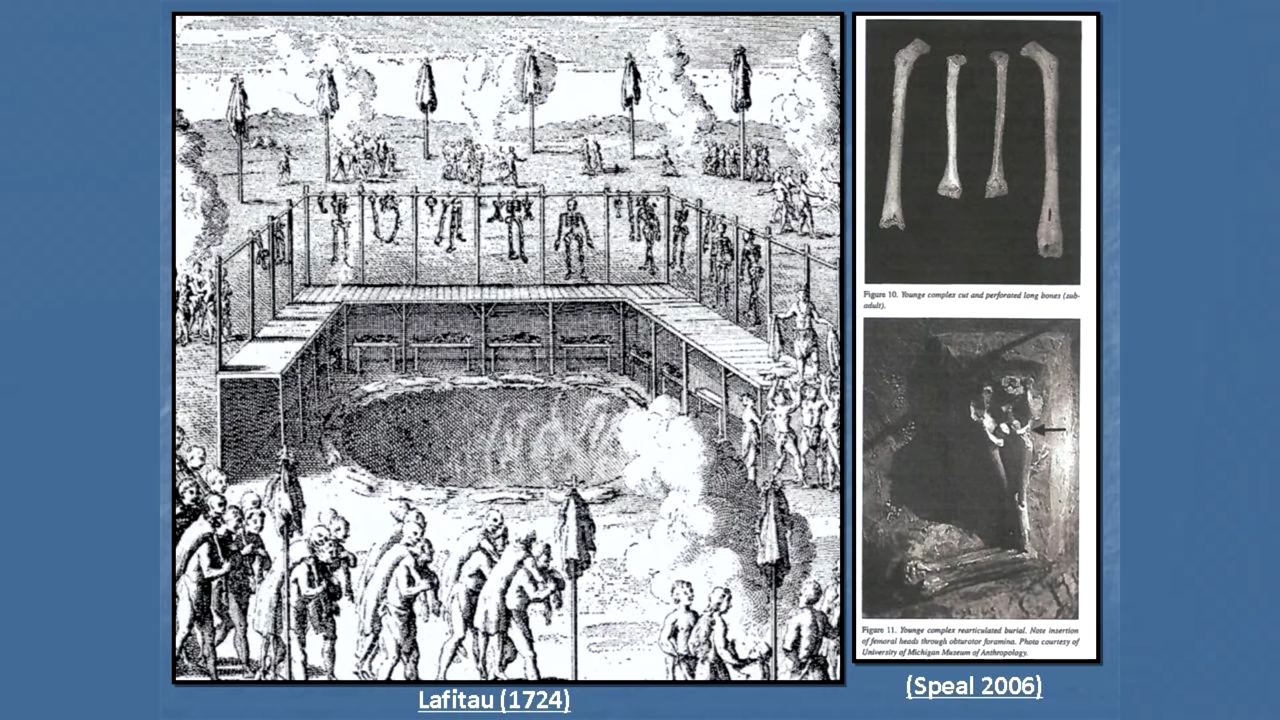 Figure 10. Younge complex cut and perforated long bones (sub-
adult).
Figure 11. Younge complex rearticulated burial. Note insertion
of femoral heads through obturator foramina. Photo courtesy of
University of Michigan Museum of Anthropology.
Lafitau (1724)
(Speal 2006)